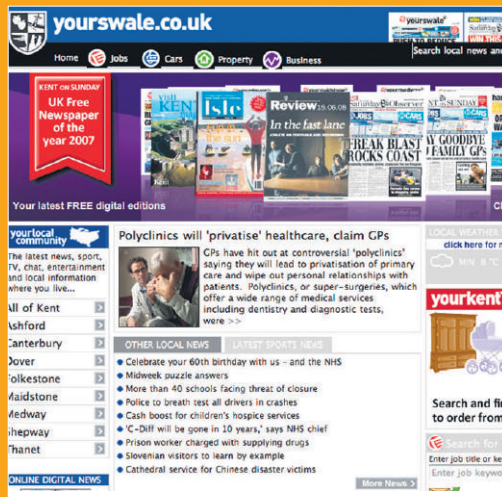 yourswale.co.uk
yourswale
Home Jobs Cars Property Business
Search local news and
KENT ON SUNDAY
UK Free
Newspaper
of the
year 2007
KENT
Isle
Review 19.06.08
In the fast lane
Saturday Observer
FREAK BLAST
ROCKS COAST
NT ON SUNDAY
AY GOODBYE
FAMILY GPs
Your latest FREE digital editions
yourlocal
community
The latest news, sport,
TV, chat, entertainment
and local information
where you live...
All of Kent
Ashford
Canterbury
Dover
Folkestone
Maidstone
Medway
Shepway
Thanet
ONLINE DIGITAL NEWS
Polyclinics will 'privatise' healthcare, claim GPs
GPs have hit out at controversial 'polyclinics'
saying they will lead to privatisation of primary
care and wipe out personal relationships with
patients. Polyclinics, or super-surgeries, which
offer a wide range of medical services
including dentistry and diagnostic tests,
were >>
OTHER LOCAL NEWS LATEST SPORTS NEWS
Celebrate your 60th birthday with us - and the NHS
Midweek puzzle answers
More than 40 schools facing threat of closure
Police to breath test all drivers in crashes
Cash boost for children's hospice services
'C-Diff will be gone in 10 years,' says NHS chief
Prison worker charged with supplying drugs
Slovenian visitors to learn by example
Cathedral service for Chinese disaster victims
More News >
LOCAL WEATHER
click here for
MIN 8 °C
yourkent
Search and fi
to order from
Search for
Enter job title or ke
Enter job keywo